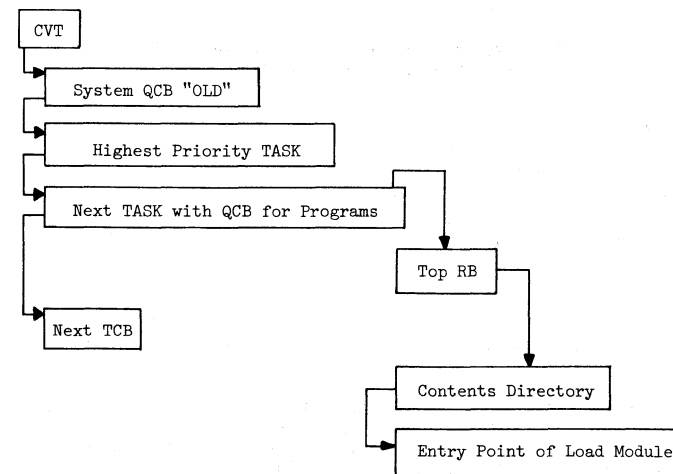 CVT
System QCB "OLD"
Highest Priority TASK
Next TASK with QCB for Programs
Top RB
Next TCB
Contents Directory
Entry Point of Load Module